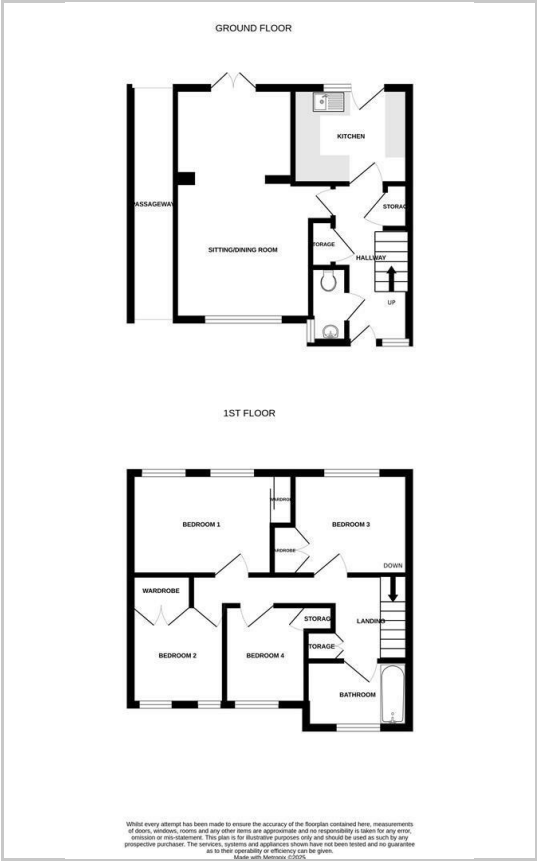 GROUND FLOOR
KITCHEN
PASSAGEWAY
STORAG
SITTING/DINING ROOM
TORAGE
HALLWAY
UP
1ST FLOOR
WARDROBE
BEDROOM 1
BEDROOM 3
RDROBE
DOWN
WARDROBE
STORAG
LANDING
TORAGE
BEDROOM 2
BEDROOM 4
BATHROOM
Whilst every attempt has been made to ensure the accuracy of the floorplan contained here, measurements
of doors, windows, rooms and any other items are approximate and no responsibility is taken for any error,
omission or mis-statement. This plan is for illustrative purposes only and should be used as such by any
prospective purchaser. The services, systems and appliances shown have not been tested and no guarantee
as to their operability or efficiency can be given.
Made with Metropix ©2025